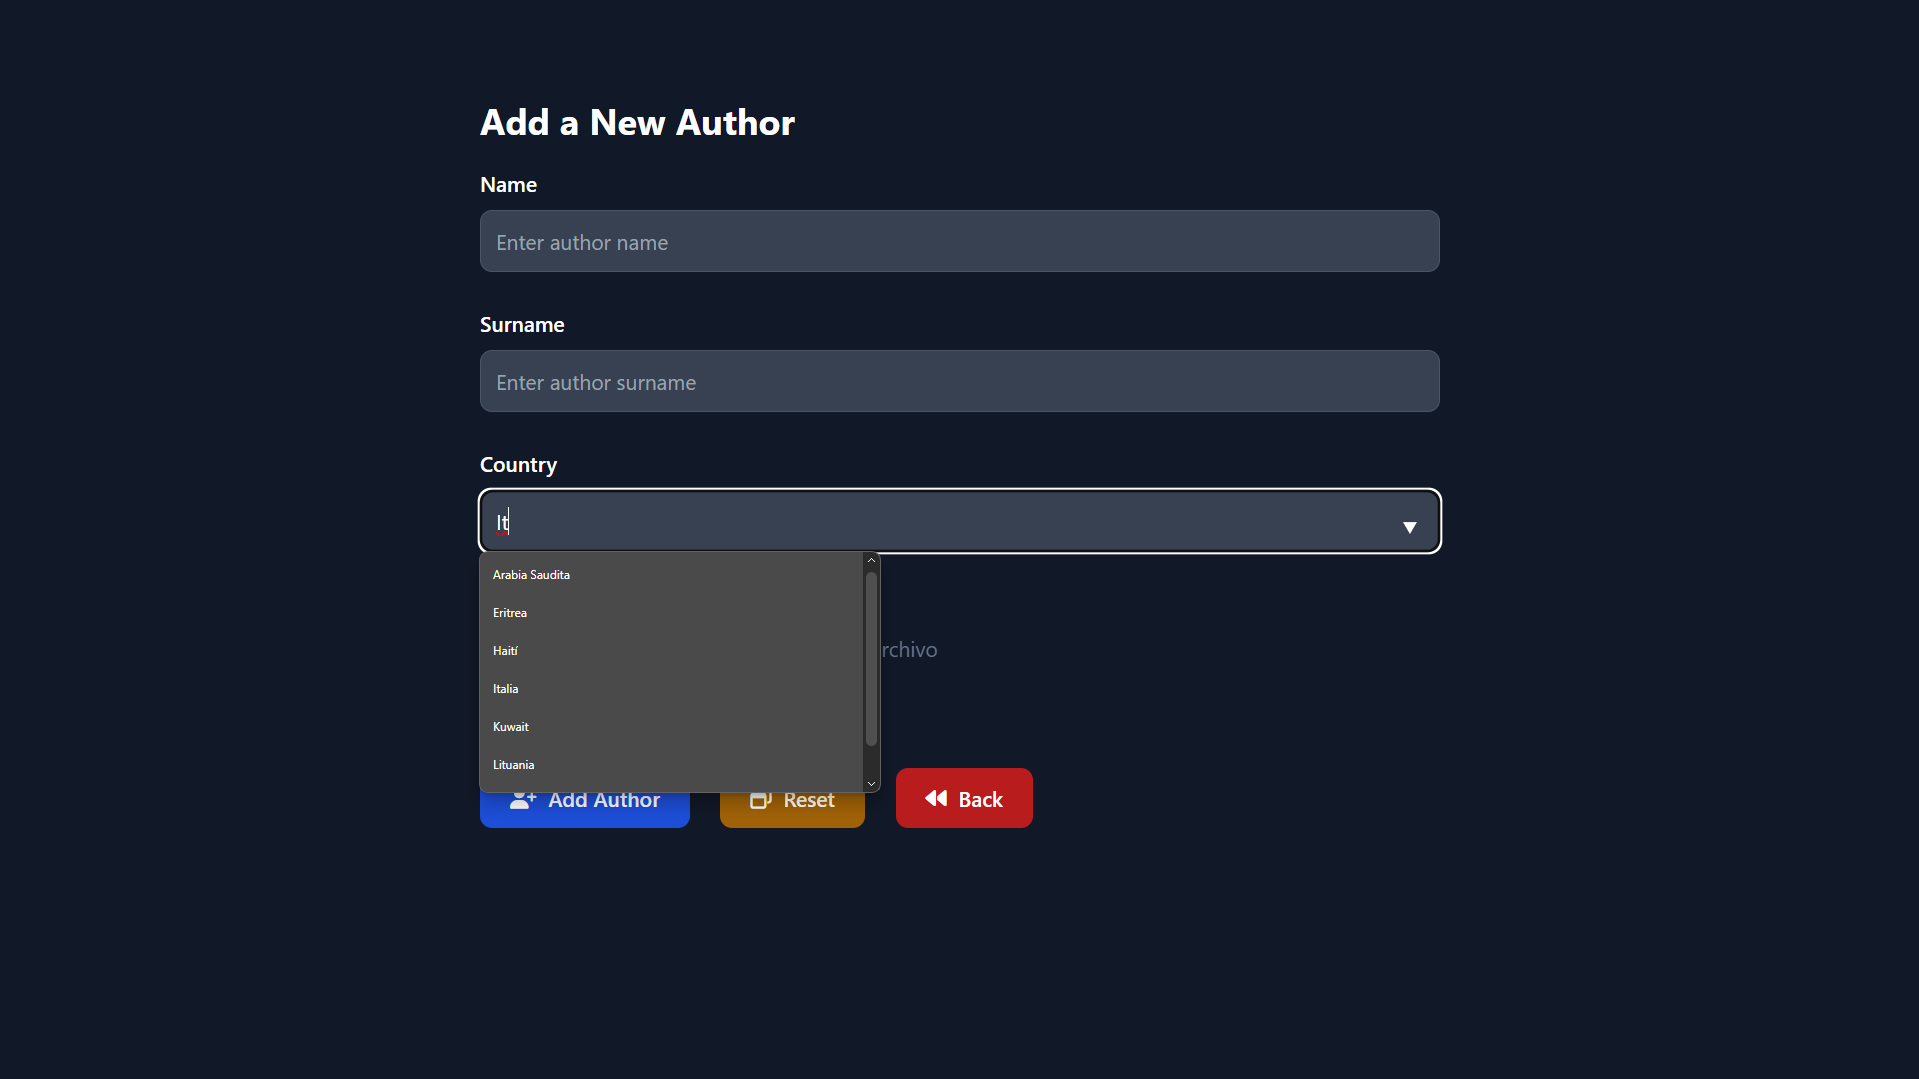 Add a New Author
Name
Enter author name
Surname
Enter author surname
Country
It
Arabia Saudita
Eritrea
Haití
Italia
Kuwait
Lituania
rchivo
Add Author
Reset
Back